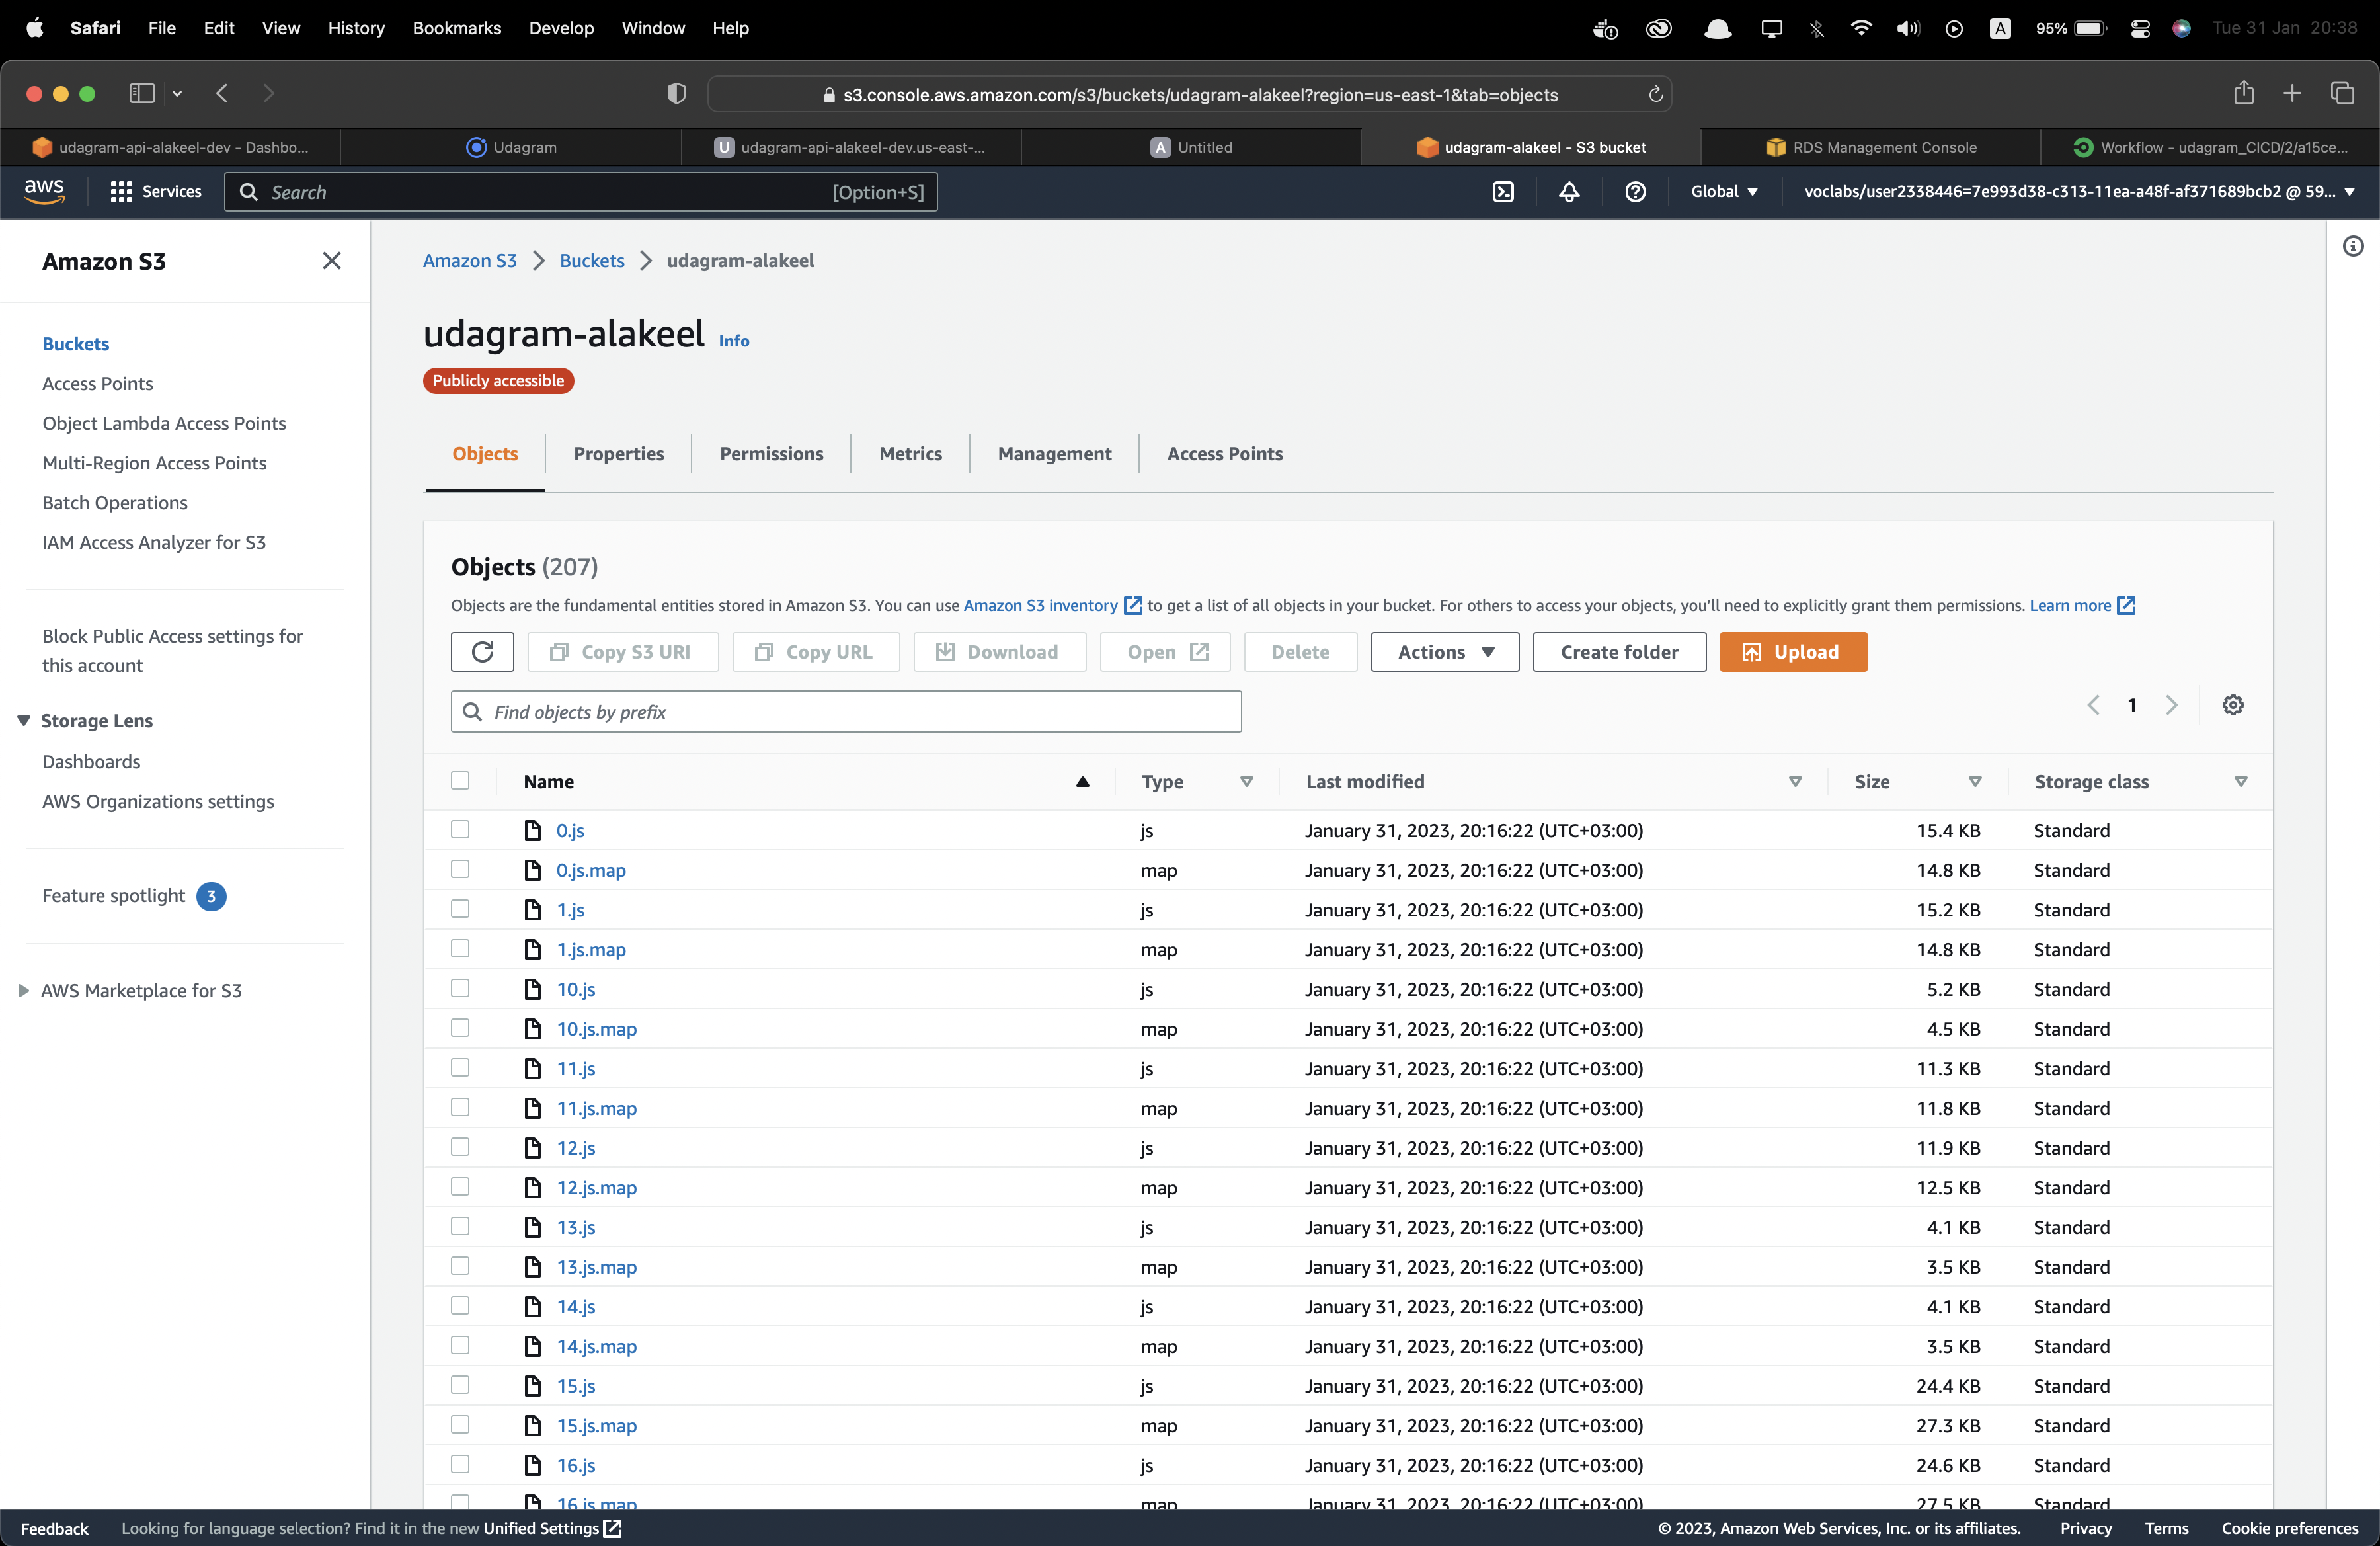 Safari File Edit View History Bookmarks Develop Window Help A 95% Tue 31 Jan 20:38
s3.console.aws.amazon.com/s3/buckets/udagram-alakeel?region=us-east-1&tab=objects
udagram-api-alakeel-dev - Dashbo... Udagram U udagram-api-alakeel-dev.us-east-... A Untitled udagram-alakeel - S3 bucket RDS Management Console Workflow - udagram_CICD/2/a15ce...
aws Services Search [Option+S] Global voclabs/user2338446=7e993d38-c313-11ea-a48f-af371689bcb2 @ 59...
Amazon S3
Buckets
Access Points
Object Lambda Access Points
Multi-Region Access Points
Batch Operations
IAM Access Analyzer for S3
Block Public Access settings for
this account
Storage Lens
Dashboards
AWS Organizations settings
Feature spotlight 3
AWS Marketplace for S3
Amazon S3 Buckets udagram-alakeel
udagram-alakeel Info
Publicly accessible
Objects Properties Permissions Metrics Management Access Points
Objects (207)
Objects are the fundamental entities stored in Amazon S3. You can use Amazon S3 inventory to get a list of all objects in your bucket. For others to access your objects, you'll need to explicitly grant them permissions. Learn more
Copy S3 URI Copy URL Download Open Delete Actions Create folder Upload
Find objects by prefix 1
Name Type Last modified Size Storage class
0.js js January 31, 2023, 20:16:22 (UTC+03:00) 15.4 KB Standard
0.js.map map January 31, 2023, 20:16:22 (UTC+03:00) 14.8 KB Standard
1.js js January 31, 2023, 20:16:22 (UTC+03:00) 15.2 KB Standard
1.js.map map January 31, 2023, 20:16:22 (UTC+03:00) 14.8 KB Standard
10.js js January 31, 2023, 20:16:22 (UTC+03:00) 5.2 KB Standard
10.js.map map January 31, 2023, 20:16:22 (UTC+03:00) 4.5 KB Standard
11.js js January 31, 2023, 20:16:22 (UTC+03:00) 11.3 KB Standard
11.js.map map January 31, 2023, 20:16:22 (UTC+03:00) 11.8 KB Standard
12.js js January 31, 2023, 20:16:22 (UTC+03:00) 11.9 KB Standard
12.js.map map January 31, 2023, 20:16:22 (UTC+03:00) 12.5 KB Standard
13.js js January 31, 2023, 20:16:22 (UTC+03:00) 4.1 KB Standard
13.js.map map January 31, 2023, 20:16:22 (UTC+03:00) 3.5 KB Standard
14.js js January 31, 2023, 20:16:22 (UTC+03:00) 4.1 KB Standard
14.js.map map January 31, 2023, 20:16:22 (UTC+03:00) 3.5 KB Standard
15.js js January 31, 2023, 20:16:22 (UTC+03:00) 24.4 KB Standard
15.js.map map January 31, 2023, 20:16:22 (UTC+03:00) 27.3 KB Standard
16.js js January 31, 2023, 20:16:22 (UTC+03:00) 24.6 KB Standard
16.js.map map January 31, 2023, 20:16:22 (UTC+03:00) 27.5 KB Standard
Feedback Looking for language selection? Find it in the new Unified Settings © 2023, Amazon Web Services, Inc. or its affiliates. Privacy Terms Cookie preferences